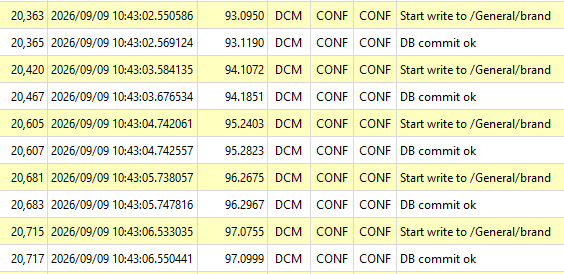 20,363 2026/09/09 10:43:02.550586 93.0950 DCM CONF CONF Start write to /General/brand
20,365 2026/09/09 10:43:02.569124 93.1190 DCM CONF CONF DB commit ok
20,420 2026/09/09 10:43:03.584135 94.1072 DCM CONF CONF Start write to /General/brand
20,467 2026/09/09 10:43:03.676534 94.1851 DCM CONF CONF DB commit ok
20,605 2026/09/09 10:43:04.742061 95.2403 DCM CONF CONF Start write to /General/brand
20,607 2026/09/09 10:43:04.742557 95.2823 DCM CONF CONF DB commit ok
20,681 2026/09/09 10:43:05.738057 96.2675 DCM CONF CONF Start write to /General/brand
20,683 2026/09/09 10:43:05.747816 96.2967 DCM CONF CONF DB commit ok
20,715 2026/09/09 10:43:06.533035 97.0755 DCM CONF CONF Start write to /General/brand
20,717 2026/09/09 10:43:06.550441 97.0999 DCM CONF CONF DB commit ok